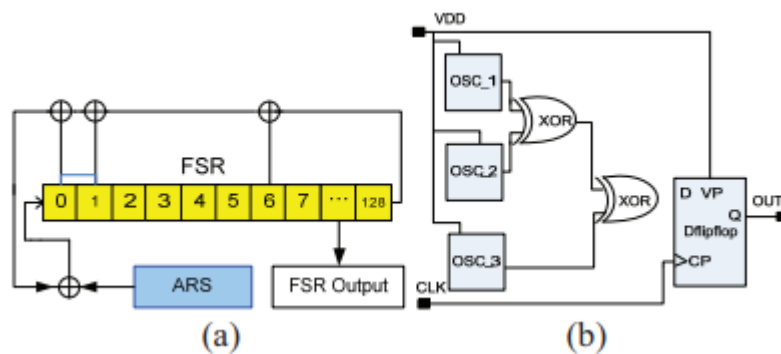 FSR
0 1 2 3 4 5 6 7 ... 128
ARS
FSR Output
(a)
VDD
OSC_1
XOR
OSC_2
XOR
OSC_3
CLK
D VP
Q
Dflipflop
CP
OUT
(b)